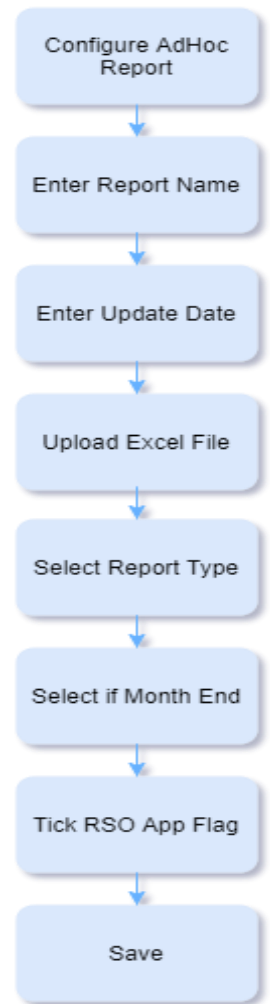 Configure AdHoc
Report
Enter Report Name
Enter Update Date
Upload Excel File
Select Report Type
Select if Month End
Tick RSO App Flag
Save